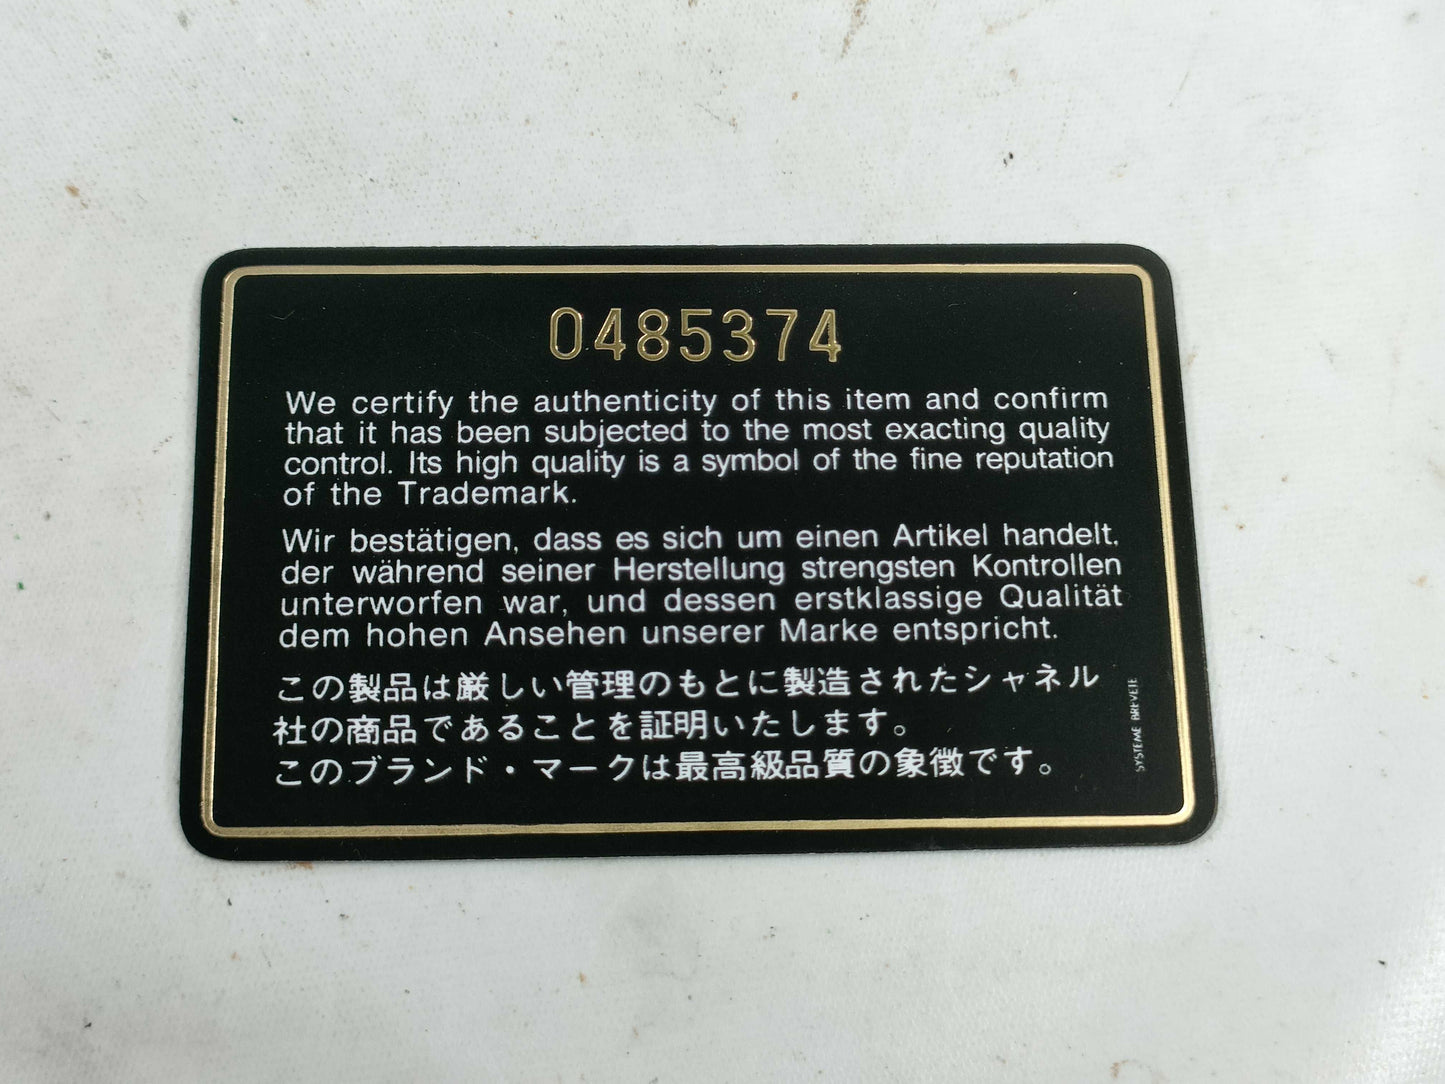 0485374
We certify the authenticity of this item and confirm
that it has been subjected to the most exacting quality
control. Its high quality is a symbol of the fine reputation
of the Trademark.
Wir bestätigen, dass es sich um einen Artikel handelt.
der während seiner Herstellung strengsten Kontrollen
unterworfen war, und dessen erstklassige Qualität
dem hohen Ansehen unserer Marke entspricht.
この製品は厳しい管理のもとに製造されたシャネル
社の商品であることを証明いたします。
このブランド・マークは最高級品質の象徴です。
SYSTEME BREVETE